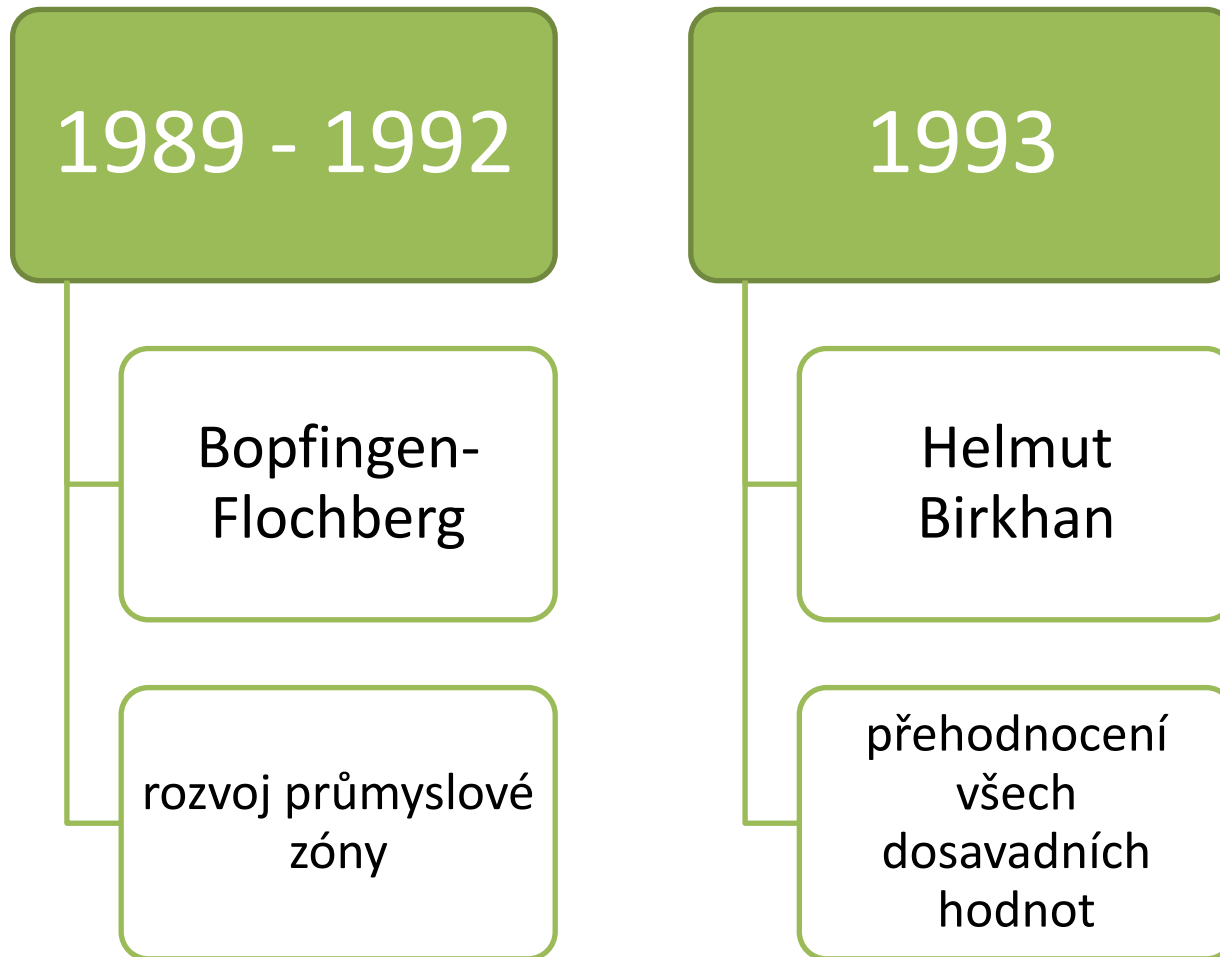 1989 - 1992
Bopfingen-
Flochberg
rozvoj průmyslové
zóny
1993
Helmut
Birkhan
přehodnocení
všech
dosavadních
hodnot